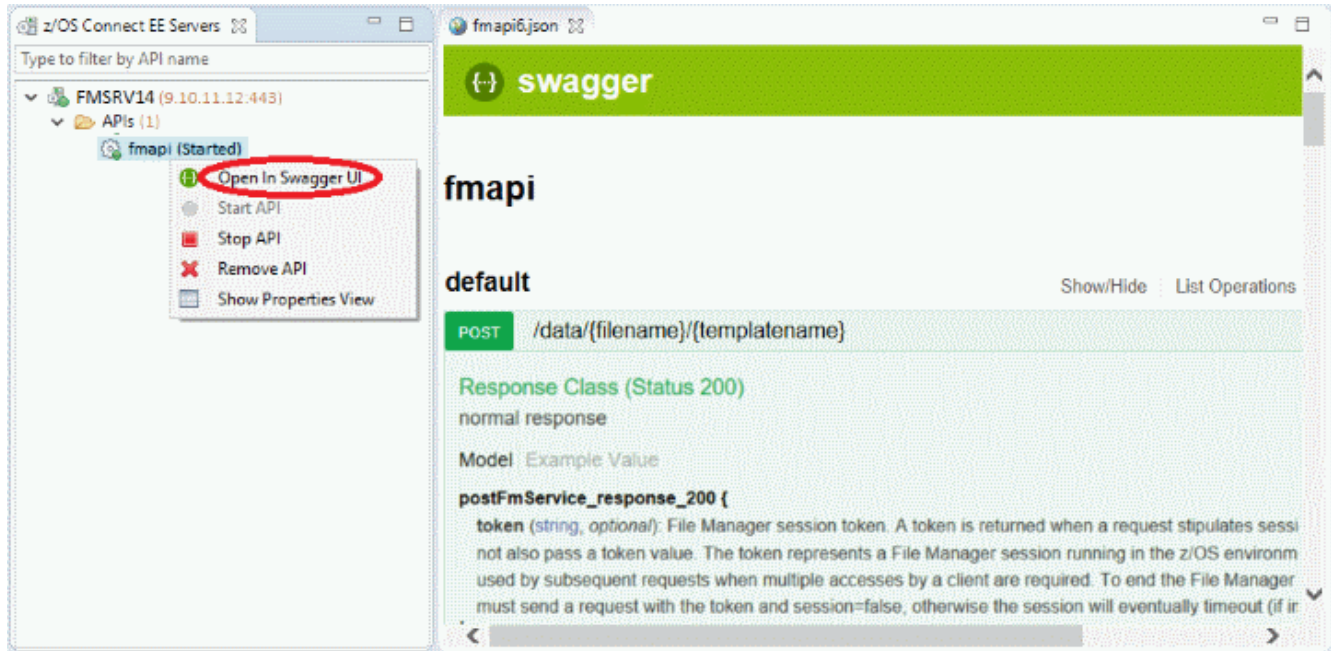 z/OS Connect EE Servers
Type to filter by API name
FMSRV14 (9.10.11.12:443)
APIs (1)
fmapi (Started)
Open In Swagger UI
Start API
Stop API
Remove API
Show Properties View
fmapi6.json
{··} swagger
fmapi
default
Show/Hide List Operations
POST /data/{filename}/{templatename}
Response Class (Status 200)
normal response
Model Example Value
postFmService_response_200 {
token (string, optional): File Manager session token. A token is returned when a request stipulates sessi
not also pass a token value. The token represents a File Manager session running in the z/OS environm
used by subsequent requests when multiple accesses by a client are required. To end the File Manager
must send a request with the token and session=false, otherwise the session will eventually timeout (if ir